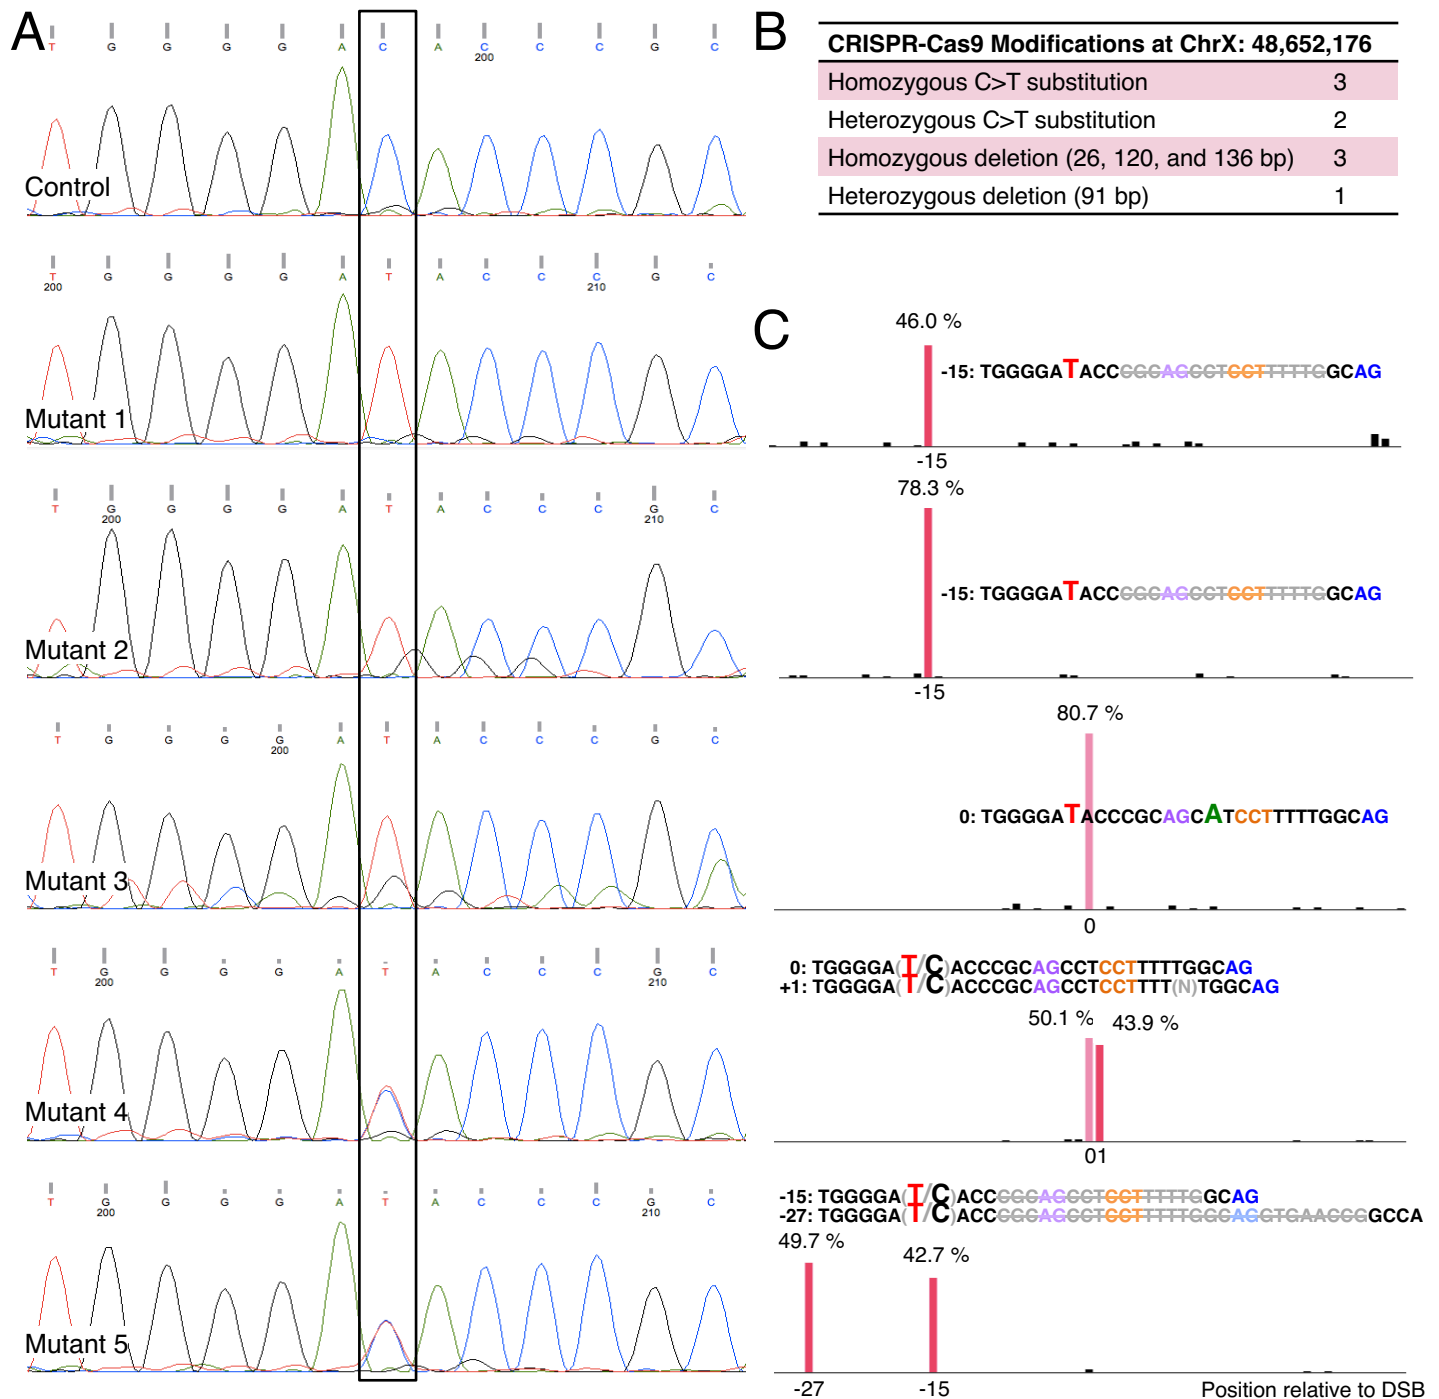 A
T G G G G A C A C C C G C
200
Control
T G G G G A T A C C C G C
200 210
Mutant 1
T G G G G A T A C C C G C
200 210
Mutant 2
T G G G G A T A C C C G C
200
Mutant 3
T G G G G A T A C C C G C
200 210
Mutant 4
T G G G G A T A C C C G C
200 210
Mutant 5
B
CRISPR-Cas9 Modifications at ChrX: 48,652,176
Homozygous C>T substitution 3
Heterozygous C>T substitution 2
Homozygous deletion (26, 120, and 136 bp) 3
Heterozygous deletion (91 bp) 1
C
46.0 %
-15: TGGGGATACCCGCAGCCTCCTTTTTGGCAG
-15
78.3 %
-15: TGGGGATACCCGCAGCCTCCTTTTTGGCAG
-15
80.7 %
0: TGGGGATACCCGCAGCATCCTTTTTGGCAG
0
0: TGGGGA(T/C)ACCCGCAGCCTCCTTTTTGGCAG
+1: TGGGGA(T/C)ACCCGCAGCCTCCTTTT(N)TGGCAG
50.1 % 43.9 %
01
-15: TGGGGA(T/C)ACCCGCAGCCTCCTTTTTGGCAG
-27: TGGGGA(T/C)ACCCGCAGCCTCCTTTTTGGCAGGTGAACCGGCCA
49.7 % 42.7 %
-27 -15
Position relative to DSB